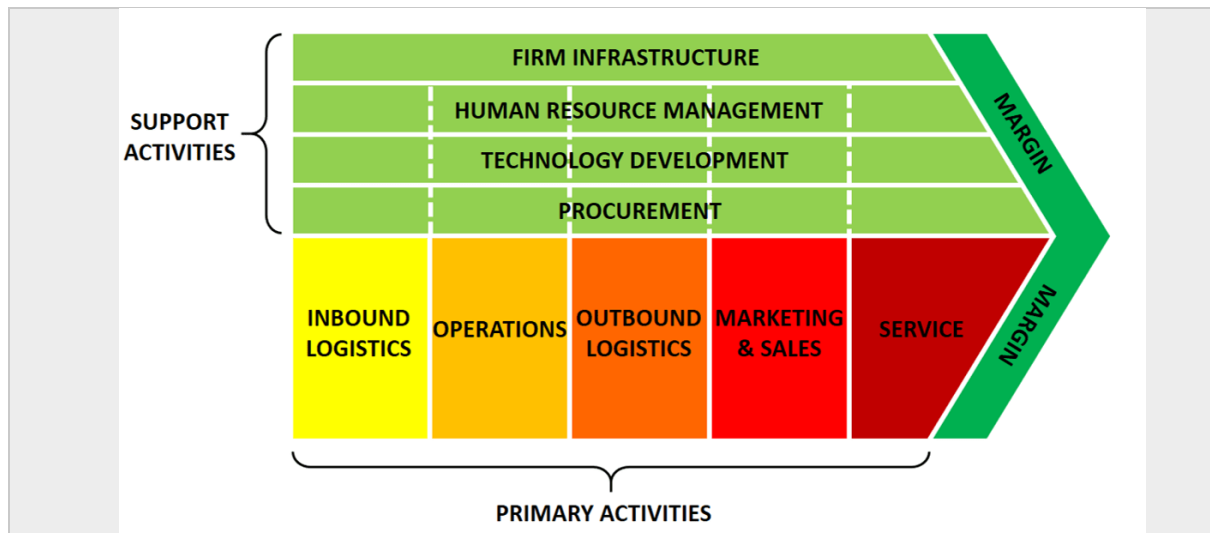 FIRM INFRASTRUCTURE
HUMAN RESOURCE MANAGEMENT
TECHNOLOGY DEVELOPMENT
PROCUREMENT
SUPPORT
ACTIVITIES
MARGIN
INBOUND
LOGISTICS
OPERATIONS
OUTBOUND
LOGISTICS
MARKETING
& SALES
SERVICE
MARGIN
PRIMARY ACTIVITIES